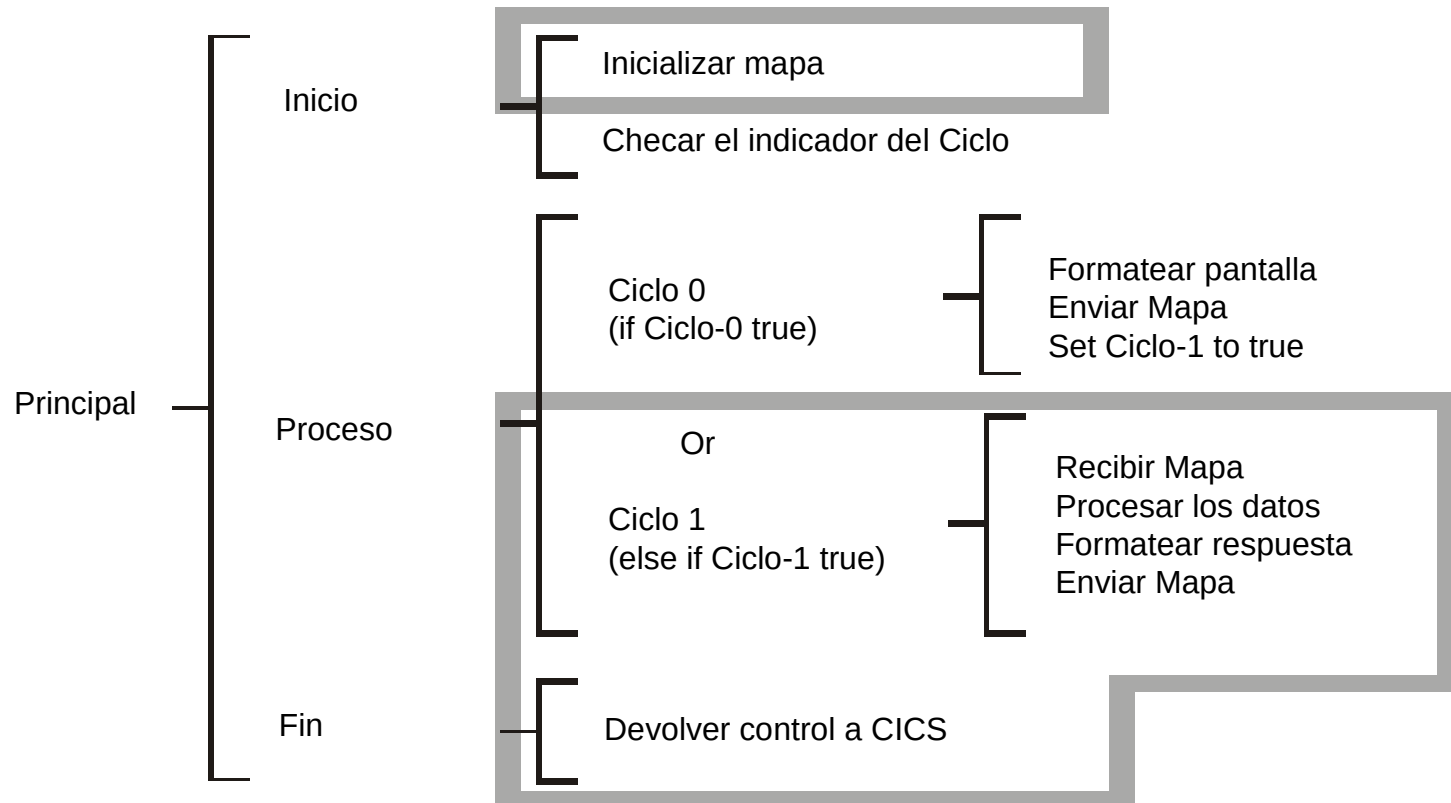 Principal
Inicio
Inicializar mapa
Checar el indicador del Ciclo
Proceso
Ciclo 0
(if Ciclo-0 true)
Formatear pantalla
Enviar Mapa
Set Ciclo-1 to true
Or
Ciclo 1
(else if Ciclo-1 true)
Recibir Mapa
Procesar los datos
Formatear respuesta
Enviar Mapa
Fin
Devolver control a CICS